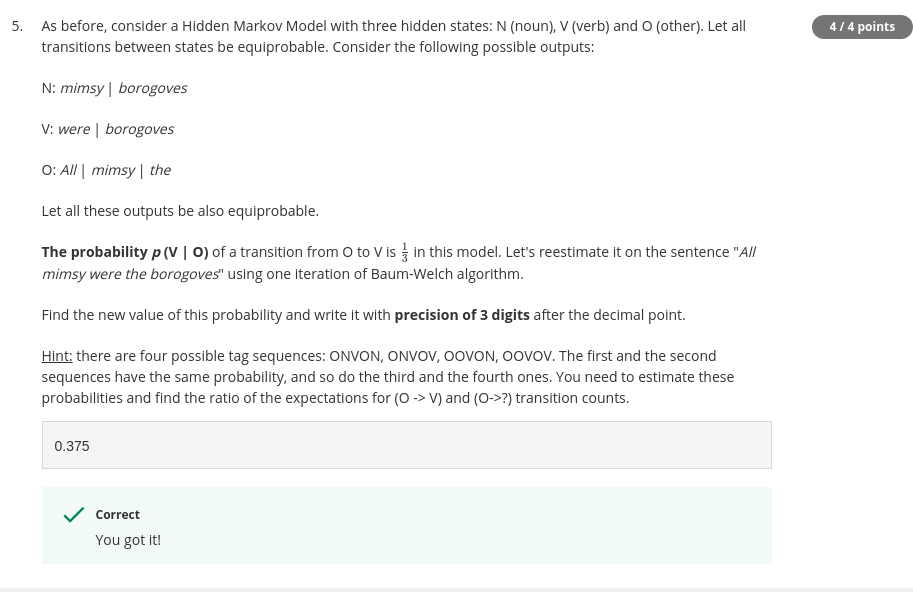 5. As before, consider a Hidden Markov Model with three hidden states: N (noun), V (verb) and O (other). Let all
4 / 4 points
transitions between states be equiprobable. Consider the following possible outputs:
N: mimsy | borogoves
V: were | borogoves
O: All | mimsy | the
Let all these outputs be also equiprobable.
The probability p (V | O) of a transition from O to V is 1/3 in this model. Let's reestimate it on the sentence "All
mimsy were the borogoves" using one iteration of Baum-Welch algorithm.
Find the new value of this probability and write it with precision of 3 digits after the decimal point.
Hint: there are four possible tag sequences: ONVON, ONVOV, OOVON, OOVOV. The first and the second
sequences have the same probability, and so do the third and the fourth ones. You need to estimate these
probabilities and find the ratio of the expectations for (O -> V) and (O->?) transition counts.
0.375
Correct
You got it!